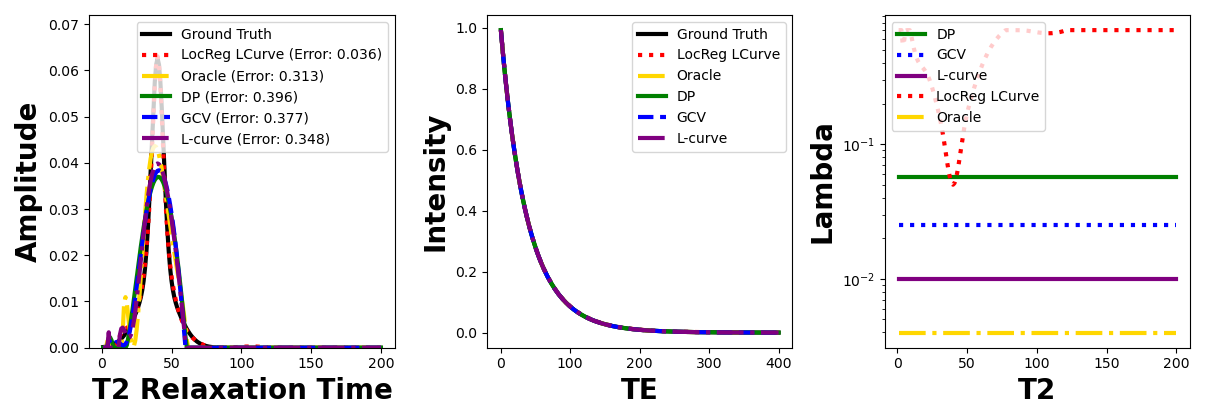 Amplitude
0.07
0.06
0.05
0.04
0.03
0.02
0.01
0.00
Ground Truth
LocReg LCurve (Error: 0.036)
Oracle (Error: 0.313)
DP (Error: 0.396)
GCV (Error: 0.377)
L-curve (Error: 0.348)
0 50 100 150 200
T2 Relaxation Time
Intensity
1.0
0.8
0.6
0.4
0.2
0.0
Ground Truth
LocReg LCurve
Oracle
DP
GCV
L-curve
0 100 200 300 400
TE
Lambda
10⁻¹
10⁻²
DP
GCV
L-curve
LocReg LCurve
Oracle
0 50 100 150 200
T2